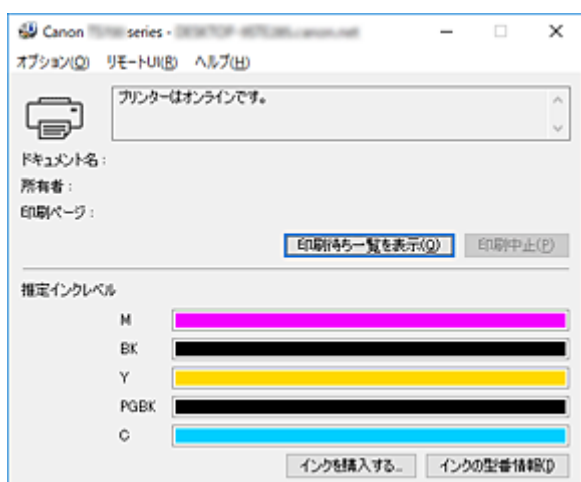 Canon series -
オプション(O) リモートUI(R) ヘルプ(H)
プリンターはオンラインです。
ドキュメント名 :
所有者 :
印刷ページ :
印刷待ち一覧を表示(Q) 印刷中止(P)
推定インクレベル
M
BK
Y
PGBK
C
インクを購入する... インクの型番情報(I)